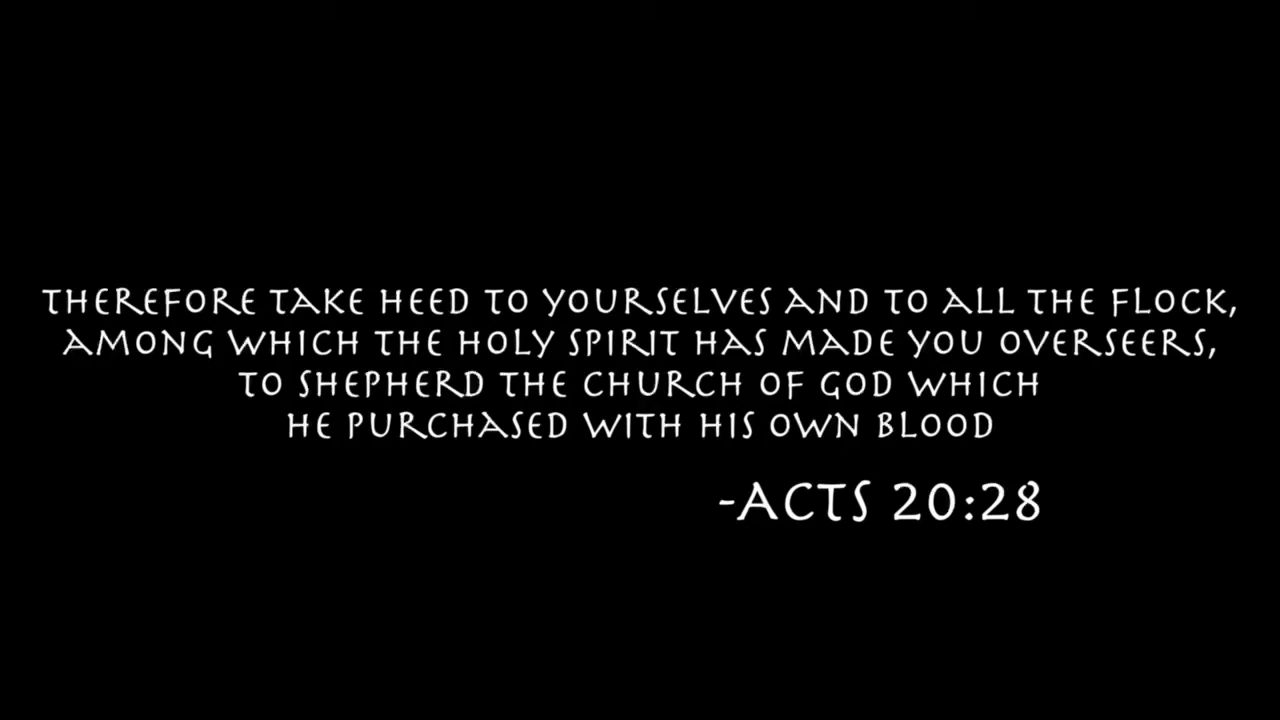 THEREFORE TAKE HEED TO YOURSELVES AND TO ALL THE FLOCK,
AMONG WHICH THE HOLY SPIRIT HAS MADE YOU OVERSEERS,
TO SHEPHERD THE CHURCH OF GOD WHICH
HE PURCHASED WITH HIS OWN BLOOD
-ACTS 20:28